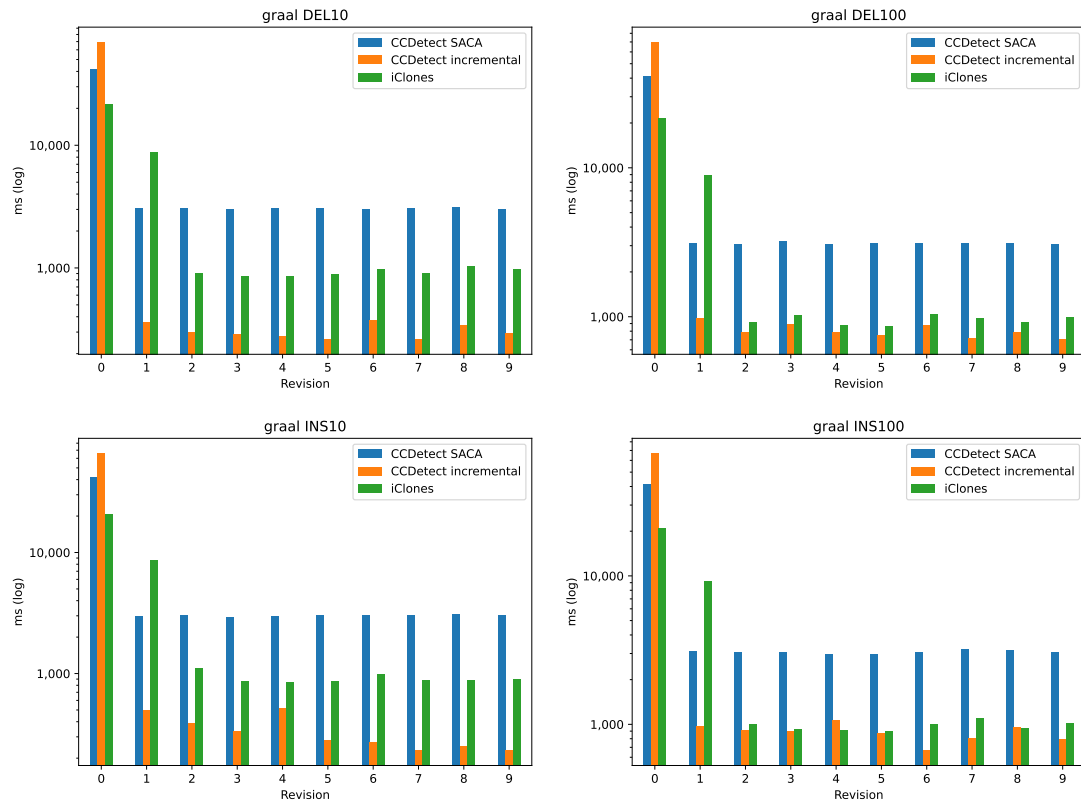 graal DEL10
CCDetect SACA
CCDetect incremental
iClones
10,000
1,000
ms (log)
0 1 2 3 4 5 6 7 8 9
Revision
graal DEL100
CCDetect SACA
CCDetect incremental
iClones
10,000
1,000
ms (log)
0 1 2 3 4 5 6 7 8 9
Revision
graal INS10
CCDetect SACA
CCDetect incremental
iClones
10,000
1,000
ms (log)
0 1 2 3 4 5 6 7 8 9
Revision
graal INS100
CCDetect SACA
CCDetect incremental
iClones
10,000
1,000
ms (log)
0 1 2 3 4 5 6 7 8 9
Revision